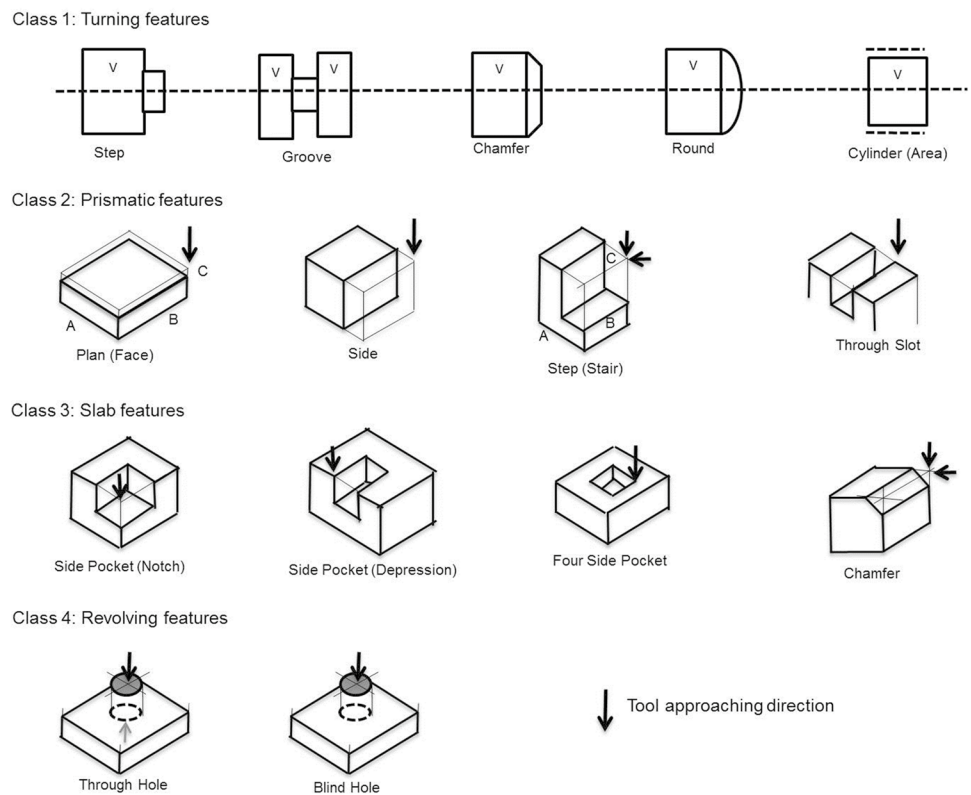 Class 1: Turning features
V
V
V
V
V
V
Step
Groove
Chamfer
Round
Cylinder (Area)
Class 2: Prismatic features
C
A
B
Plan (Face)
Side
C
B
A
Step (Stair)
Through Slot
Class 3: Slab features
Side Pocket (Notch)
Side Pocket (Depression)
Four Side Pocket
Chamfer
Class 4: Revolving features
Through Hole
Blind Hole
Tool approaching direction